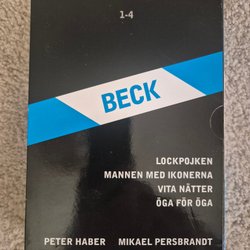 1-4
BECK
LOCKPOJKEN
MANNEN MED IKONERNA
VITA NÄTTER
ÖGA FÖR ÖGA
PETER HABER MIKAEL PERSBRANDT